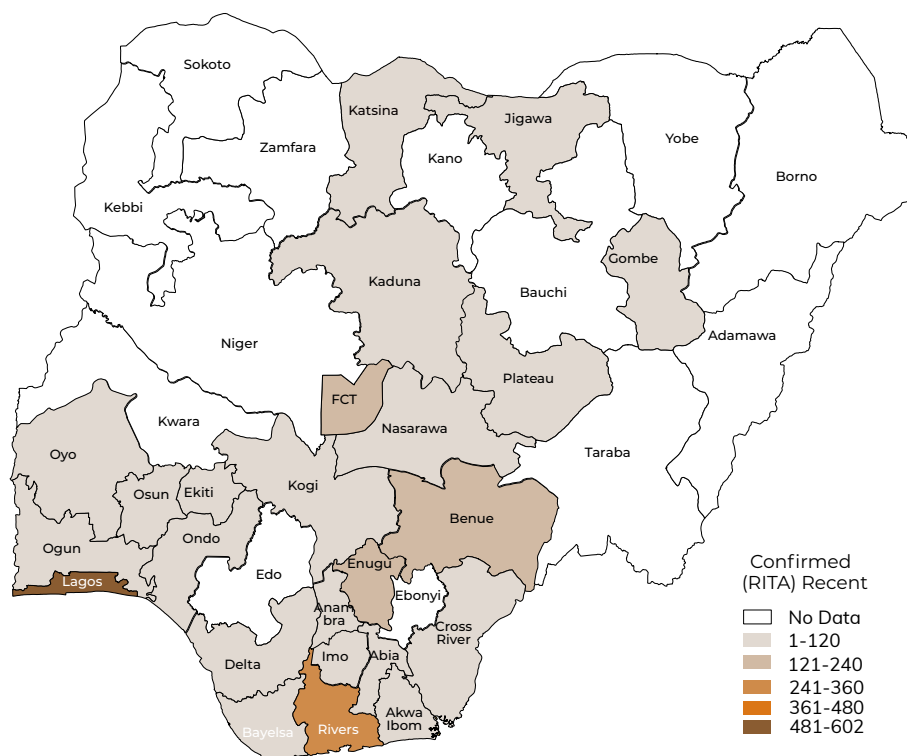 Sokoto
Katsina
Jigawa
Zamfara
Kano
Yobe
Borno
Kebbi
Gombe
Kaduna
Bauchi
Niger
Adamawa
Plateau
FCT
Kwara
Nasarawa
Taraba
Oyo
Kogi
Osun
Ekiti
Benue
Ondo
Ogun
Enugu
Edo
Lagos
Ebonyi
Anam
bra
Cross
River
Imo
Abia
Delta
Akwa
Ibom
Bayelsa
Rivers
Confirmed
(RITA) Recent
No Data
1-120
121-240
241-360
361-480
481-602